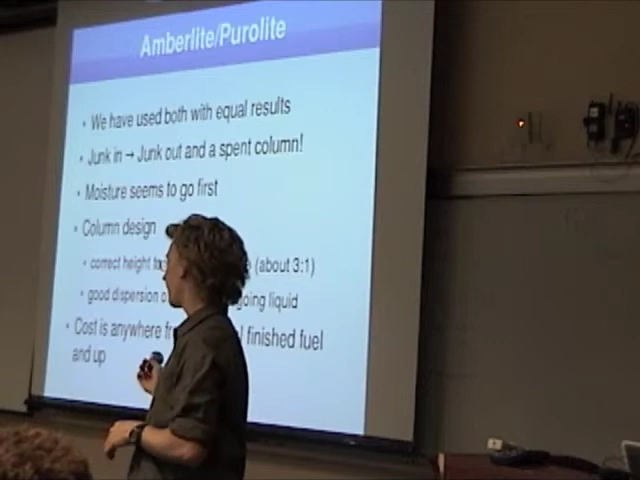 Amberlite/Purolite
• We have used both with equal results
• Junk in → Junk out and a spent column!
• Moisture seems to go first
• Column design
• correct height (about 3:1)
• good dispersion going liquid
• Cost is anywhere finished fuel
and up